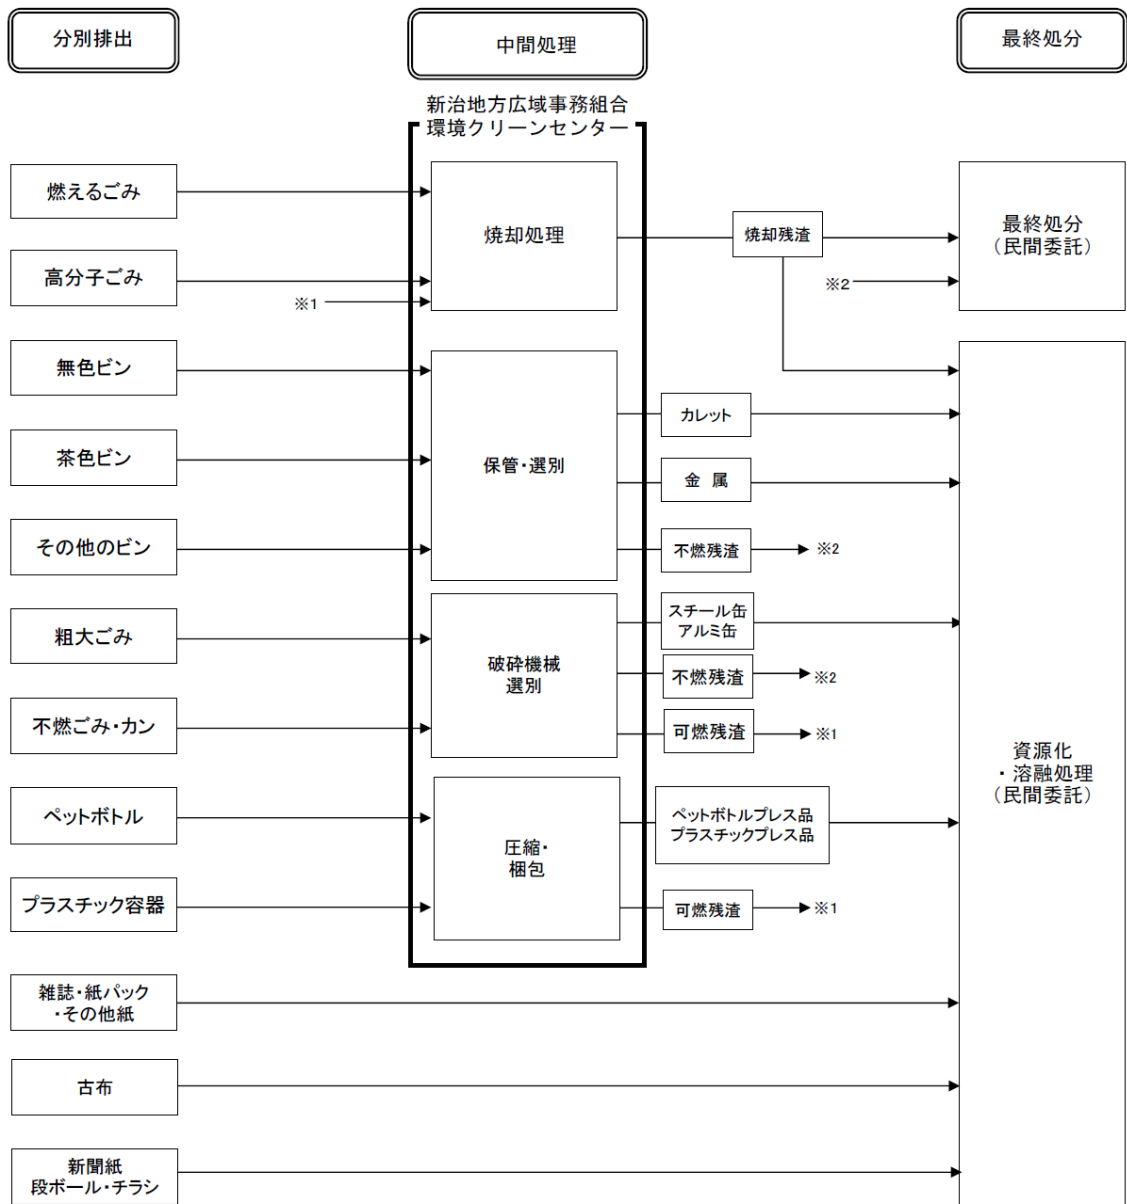 分別排出
中間処理
最終処分
新治地方広域事務組合
環境クリーンセンター
燃えるごみ
高分子ごみ
※1
無色ビン
茶色ビン
その他のビン
粗大ごみ
不燃ごみ・カン
ペットボトル
プラスチック容器
雑誌・紙パック
・その他紙
古布
新聞紙
段ボール・チラシ
焼却処理
保管・選別
破砕機械
選別
圧縮・
梱包
焼却残渣
※2
カレット
金 属
不燃残渣
※2
スチール缶
アルミ缶
不燃残渣
※2
可燃残渣
※1
ペットボトルプレス品
プラスチックプレス品
可燃残渣
※1
最終処分
（民間委託）
資源化
・溶融処理
（民間委託）